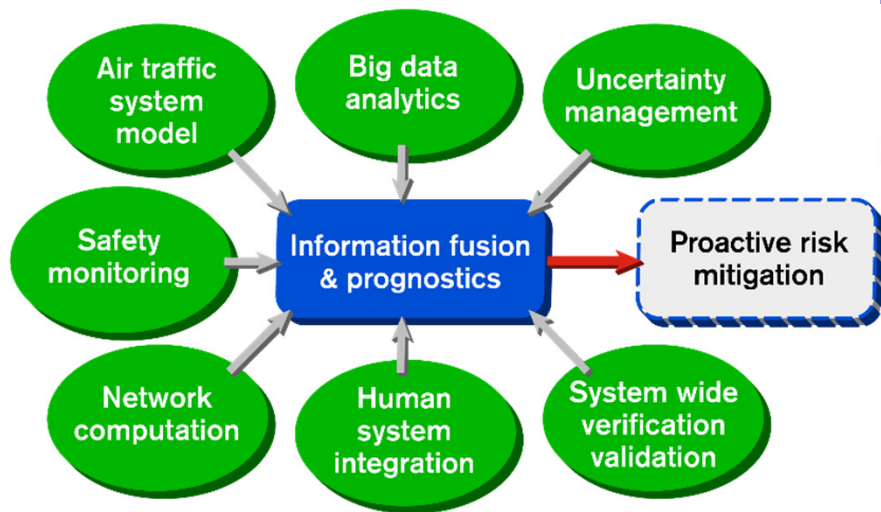 Air traffic
system
model
Big data
analytics
Uncertainty
management
Safety
monitoring
Information fusion
& prognostics
Proactive risk
mitigation
Network
computation
Human
system
integration
System wide
verification
validation